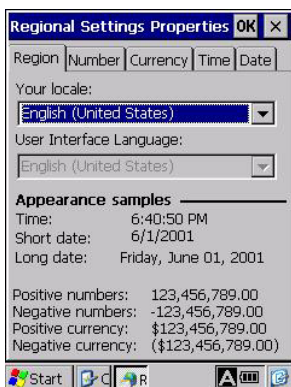 Regional Settings Properties OK ×
Region Number Currency Time Date
Your locale:
English (United States)
User Interface Language:
English (United States)
Appearance samples
Time: 6:40:50 PM
Short date: 6/1/2001
Long date: Friday, June 01, 2001
Positive numbers: 123,456,789.00
Negative numbers: -123,456,789.00
Positive currency: $123,456,789.00
Negative currency: ($123,456,789.00)
Start C R A